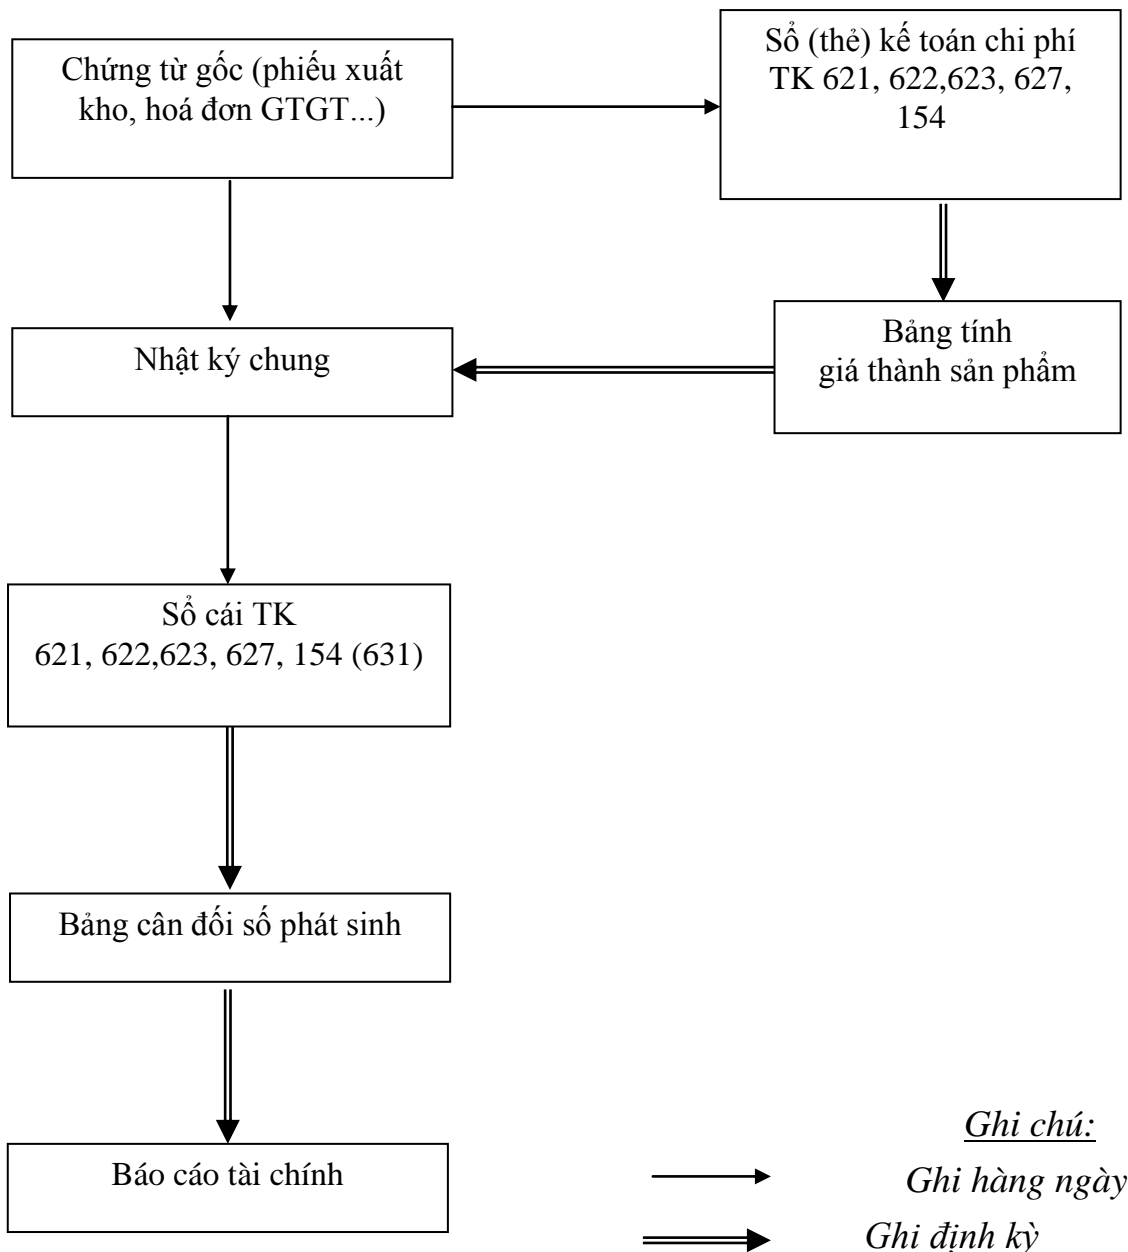 Chứng từ gốc (phiếu xuất
kho, hoá đơn GTGT...)
Sổ (thẻ) kế toán chi phí
TK 621, 622,623, 627,
154
Nhật ký chung
Bảng tính
giá thành sản phẩm
Sổ cái TK
621, 622,623, 627, 154 (631)
Bảng cân đối số phát sinh
Báo cáo tài chính
Ghi chú:
Ghi hàng ngày
Ghi định kỳ